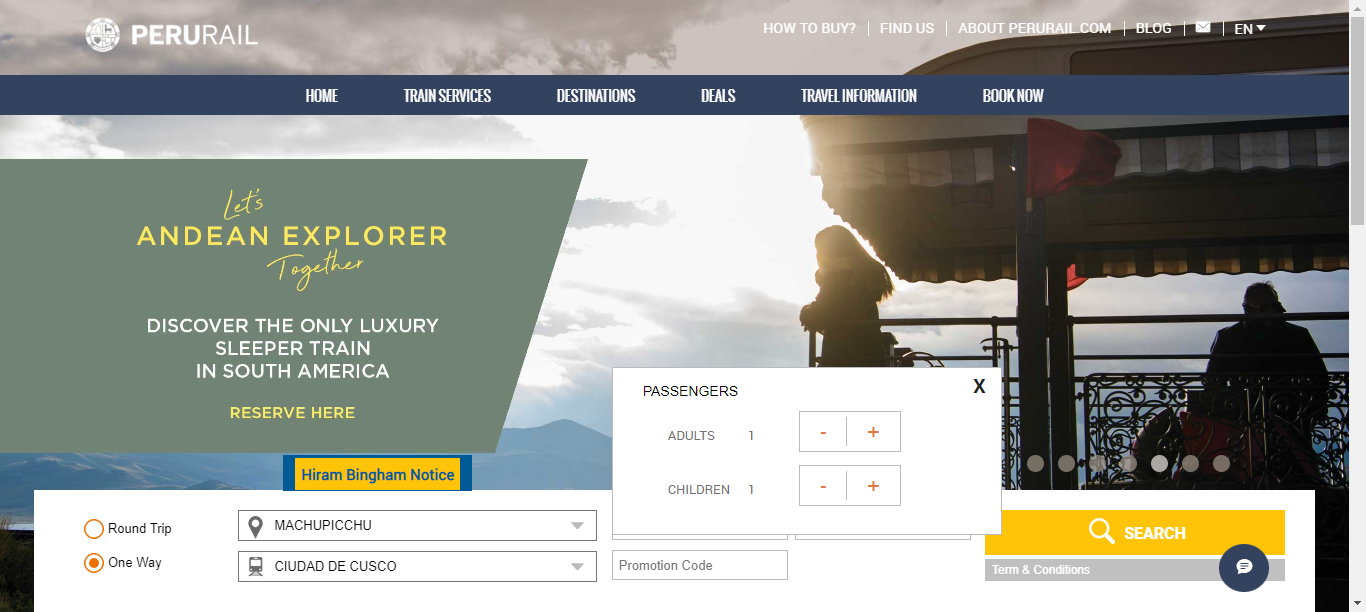 PERURAIL
HOW TO BUY?
FIND US
ABOUT PERURAIL.COM
BLOG
EN
HOME
TRAIN SERVICES
DESTINATIONS
DEALS
TRAVEL INFORMATION
BOOK NOW
Let's
ANDEAN EXPLORER
Together
DISCOVER THE ONLY LUXURY
SLEEPER TRAIN
IN SOUTH AMERICA
RESERVE HERE
Hiram Bingham Notice
PASSENGERS
X
ADULTS 1 - +
CHILDREN 1 - +
Round Trip
One Way
MACHUPICCHU
CIUDAD DE CUSCO
Promotion Code
SEARCH
Term & Conditions